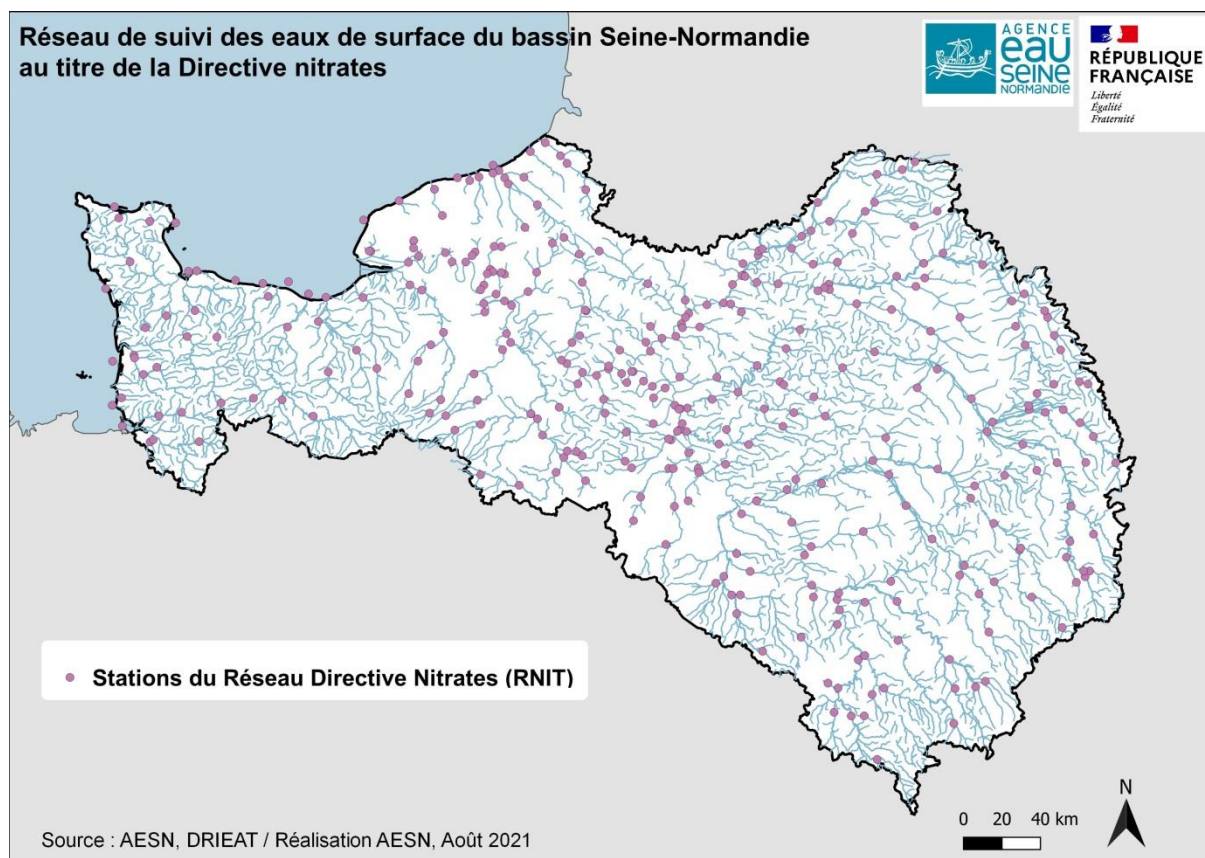 Réseau de suivi des eaux de surface du bassin Seine-Normandie
au titre de la Directive nitrates
AGENCE
eau
SEINE
NORMANDIE
RÉPUBLIQUE
FRANÇAISE
Liberté
Égalité
Fraternité
Stations du Réseau Directive Nitrates (RNIT)
N
0 20 40 km
Source : AESN, DRIEAT / Réalisation AESN, Août 2021